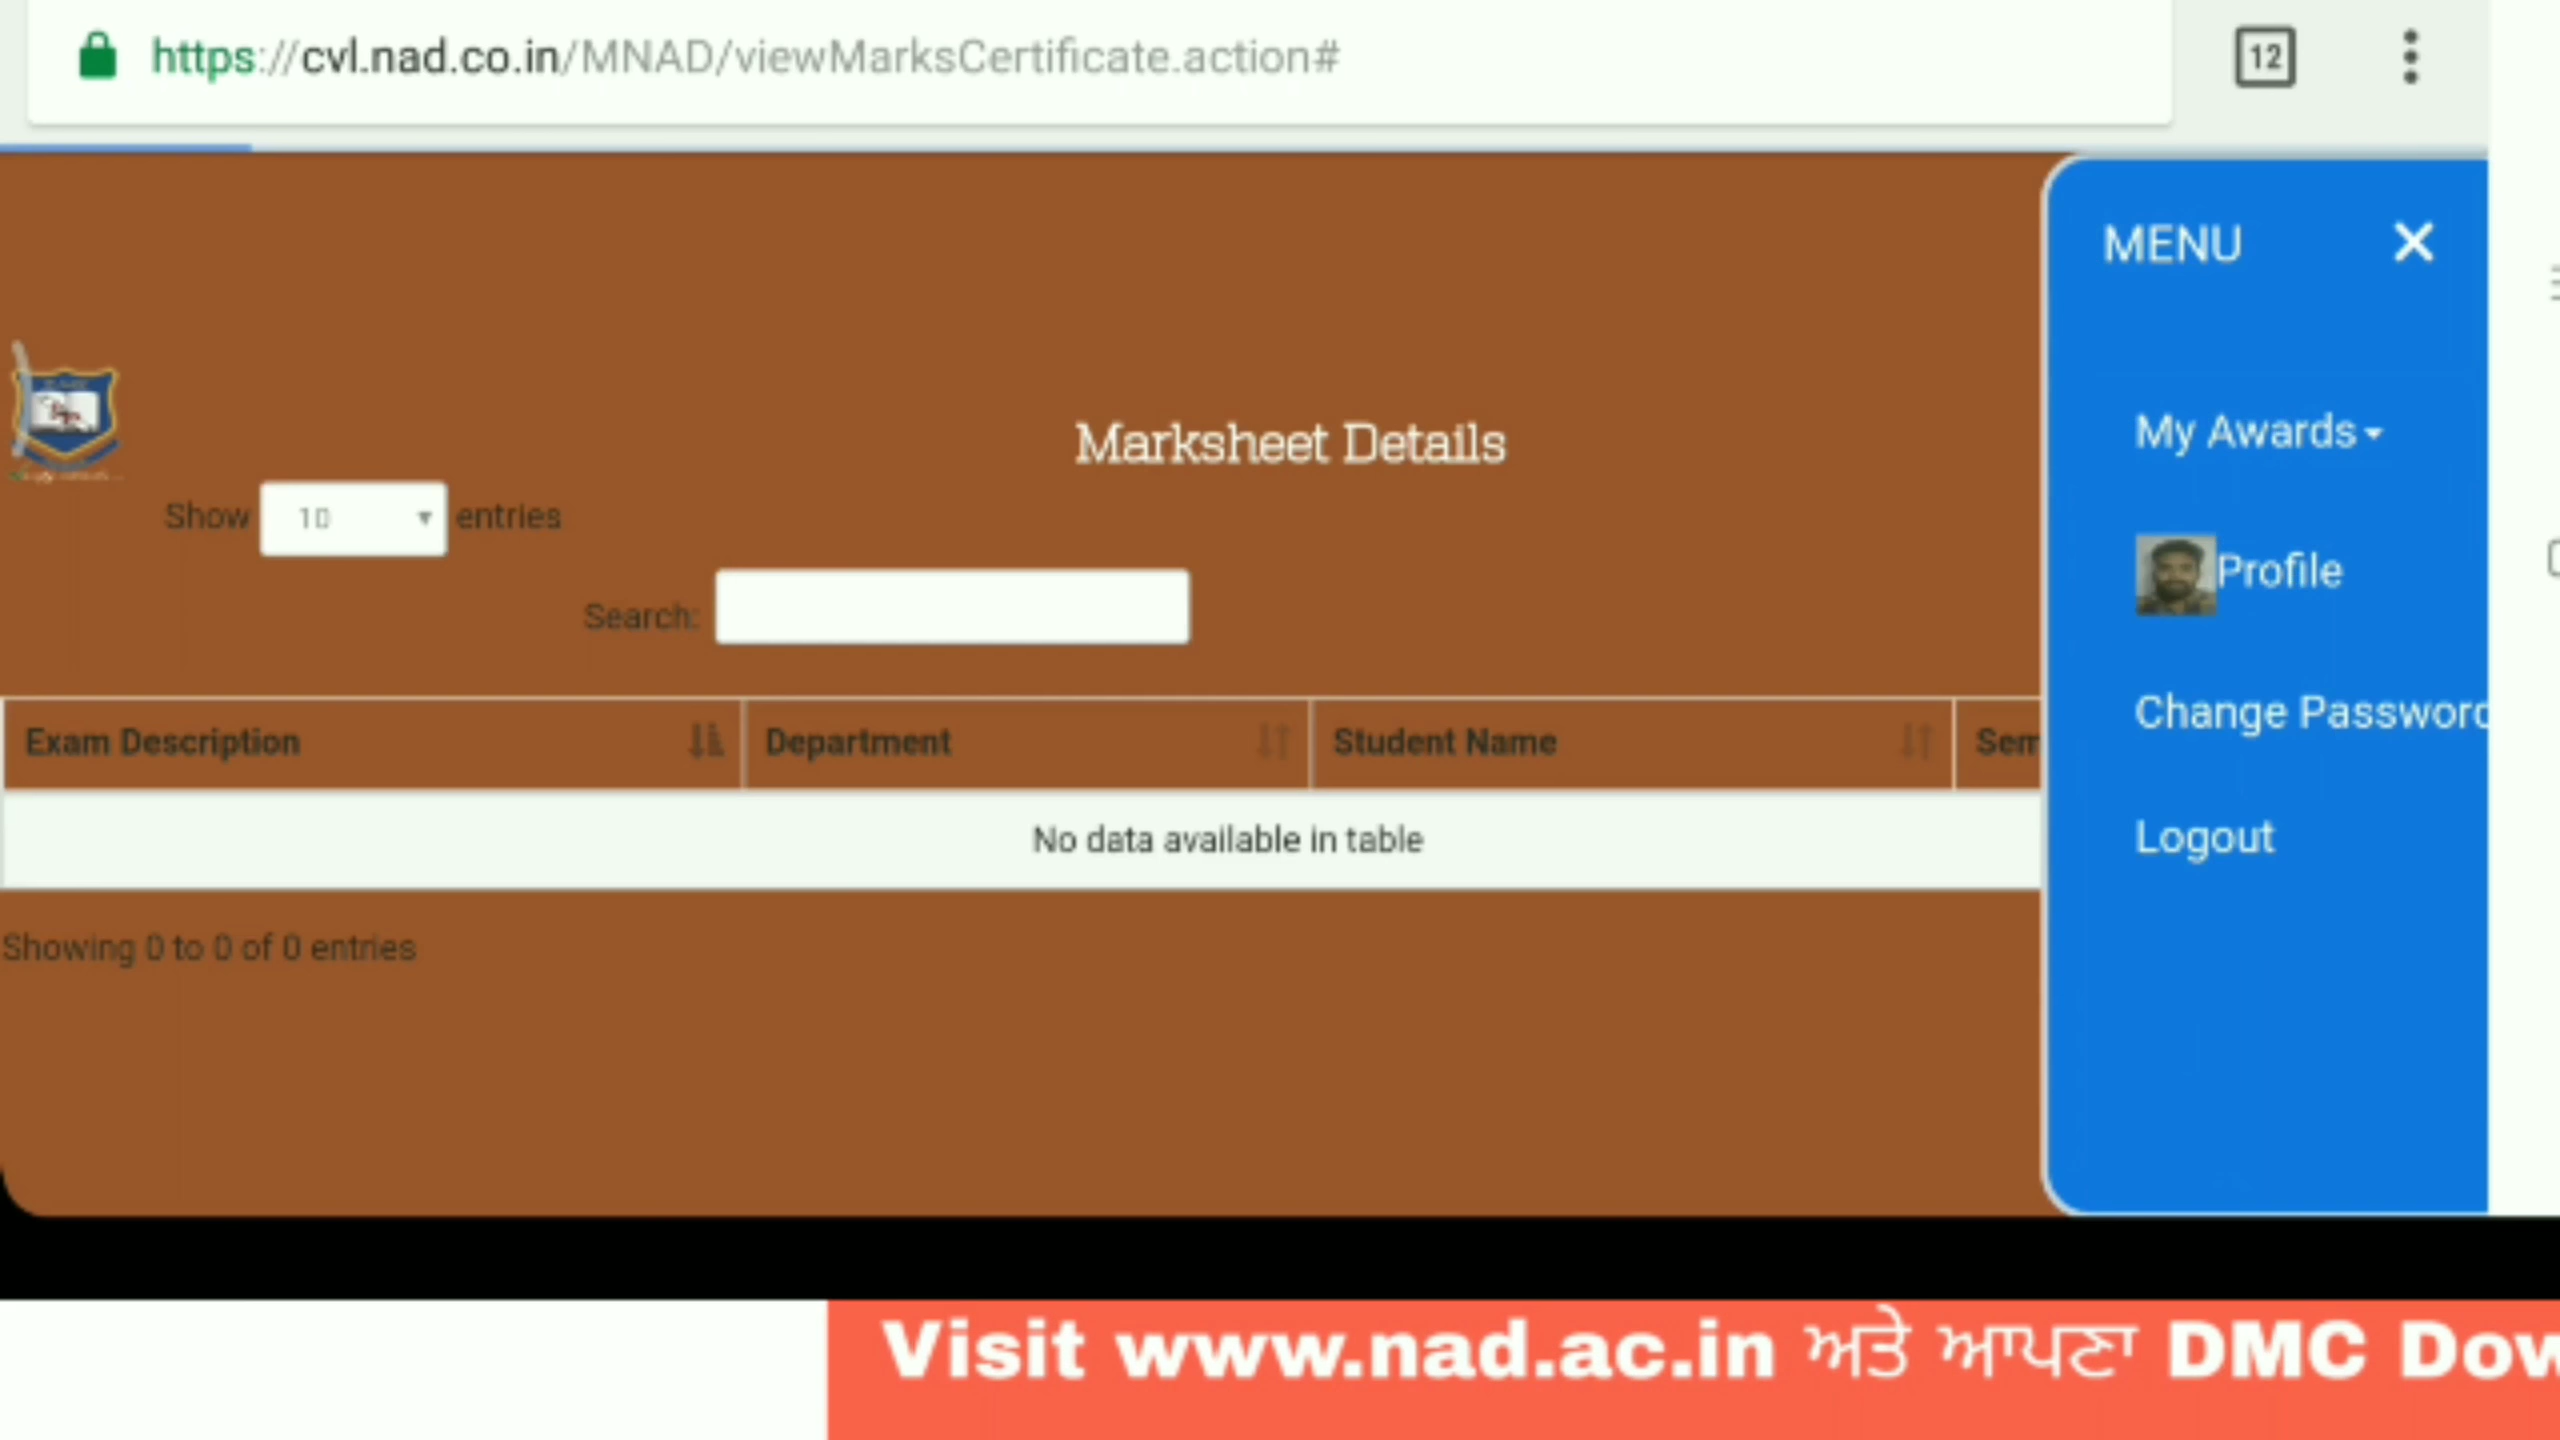 https://cvl.nad.co.in/MNAD/viewMarksCertificate.action#
12
MENU
My Awards
Marksheet Details
Show 10 entries
Profile
Search:
Change Password
Exam Description Department Student Name Sem
No data available in table
Logout
Showing 0 to 0 of 0 entries
Visit www.nad.ac.in ਅਤੇ ਆਪਣਾ DMC Dow